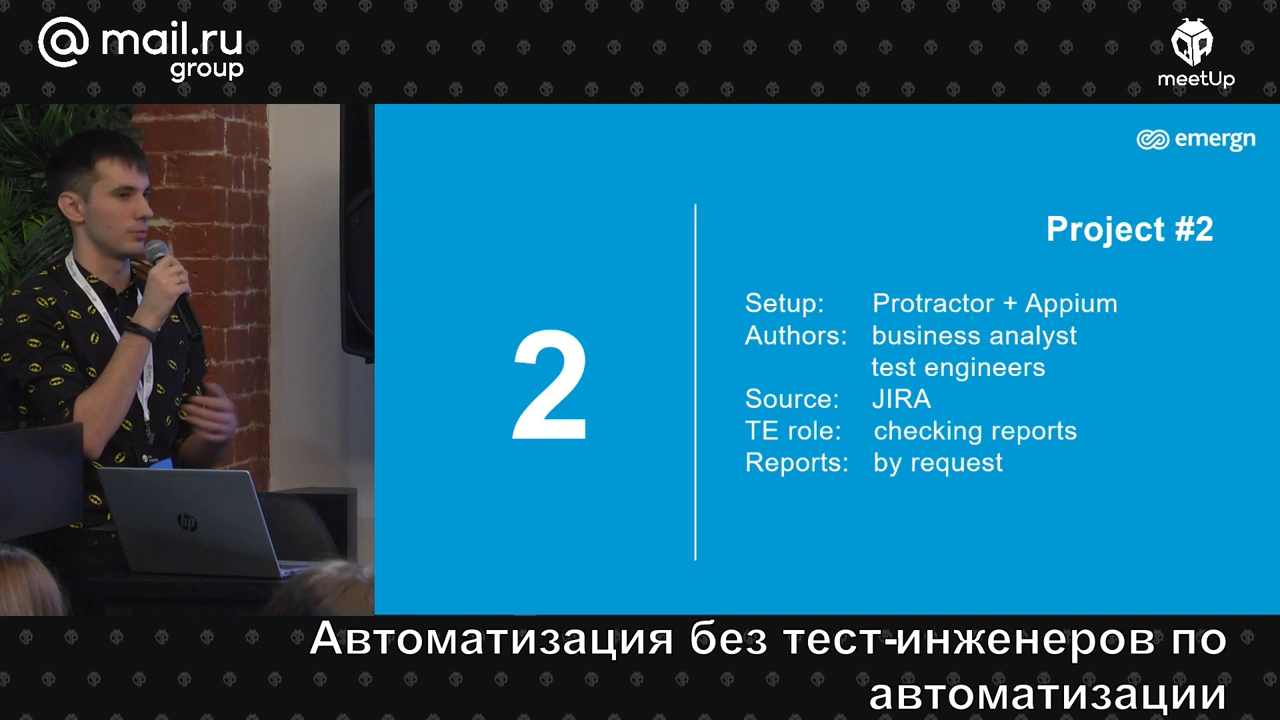 @mail.ru
group
meetUp
emergn
Project #2
2
Setup: Protractor + Appium
Authors: business analyst
test engineers
Source: JIRA
TE role: checking reports
Reports: by request
hp
Автоматизация без тест-инженеров по
автоматизации